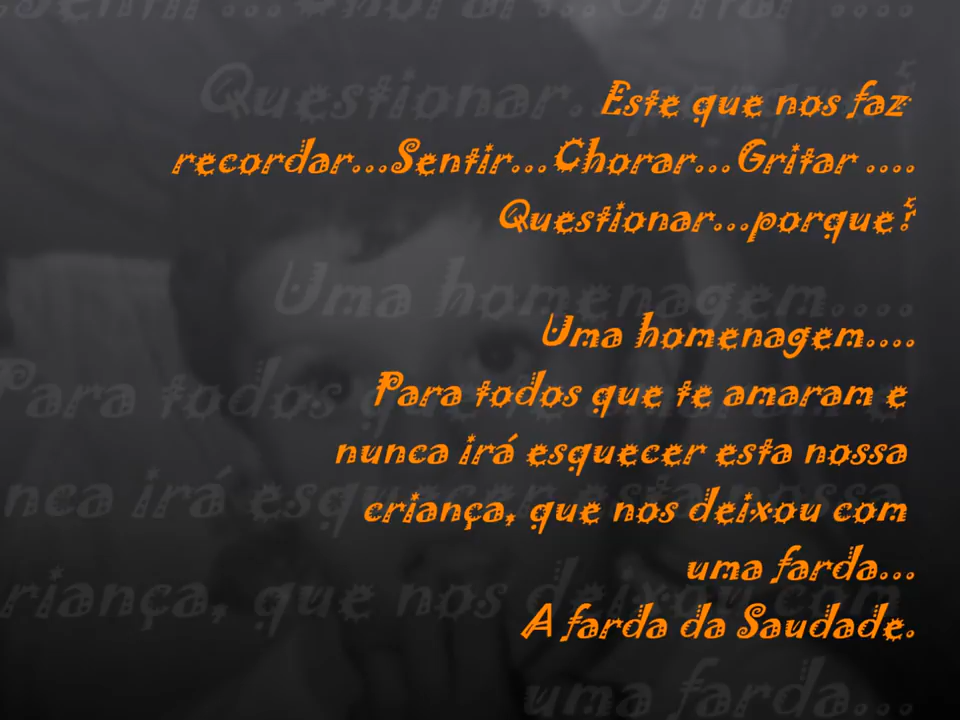 Este que nos faz
recordar...Sentir...Chorar...Gritar ....
Questionar...porque?
Uma homenagem....
Para todos que te amaram e
nunca irá esquecer esta nossa
criança, que nos deixou com
uma farda...
A farda da Saudade.